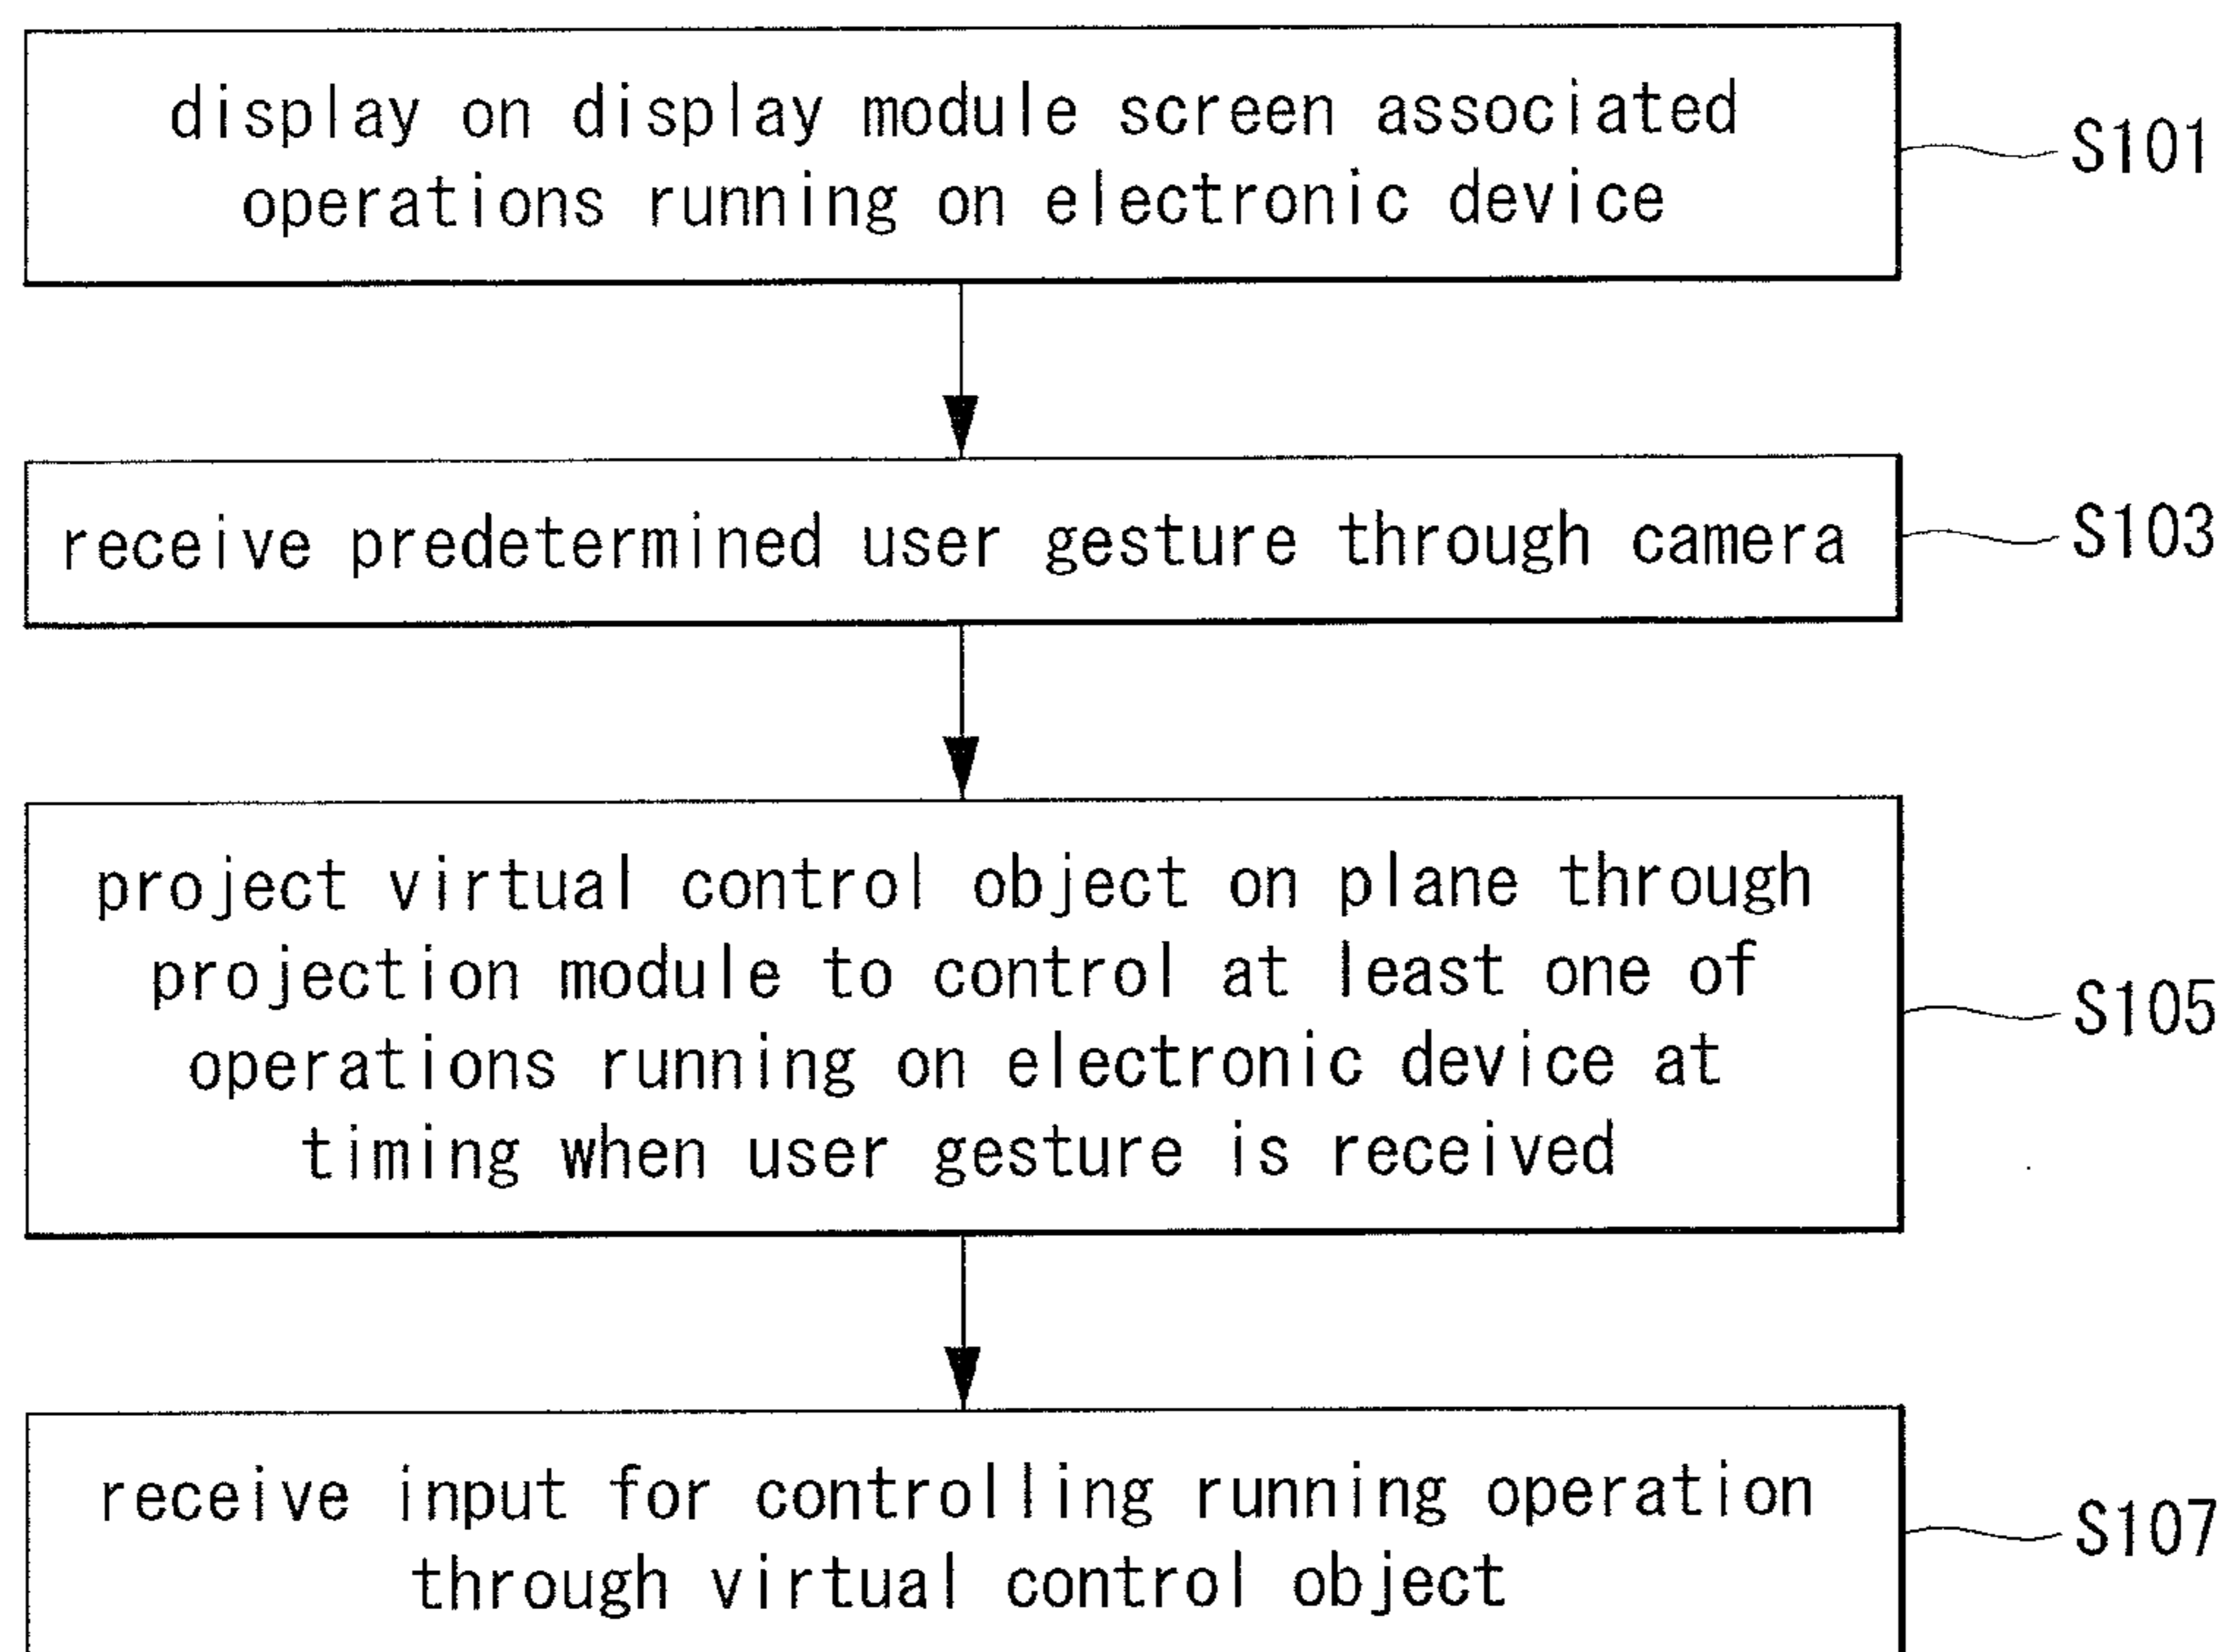 display on display module screen associated
operations running on electronic device
S101
receive predetermined user gesture through camera
S103
project virtual control object on plane through
projection module to control at least one of
operations running on electronic device at
timing when user gesture is received
S105
receive input for controlling running operation
through virtual control object
S107